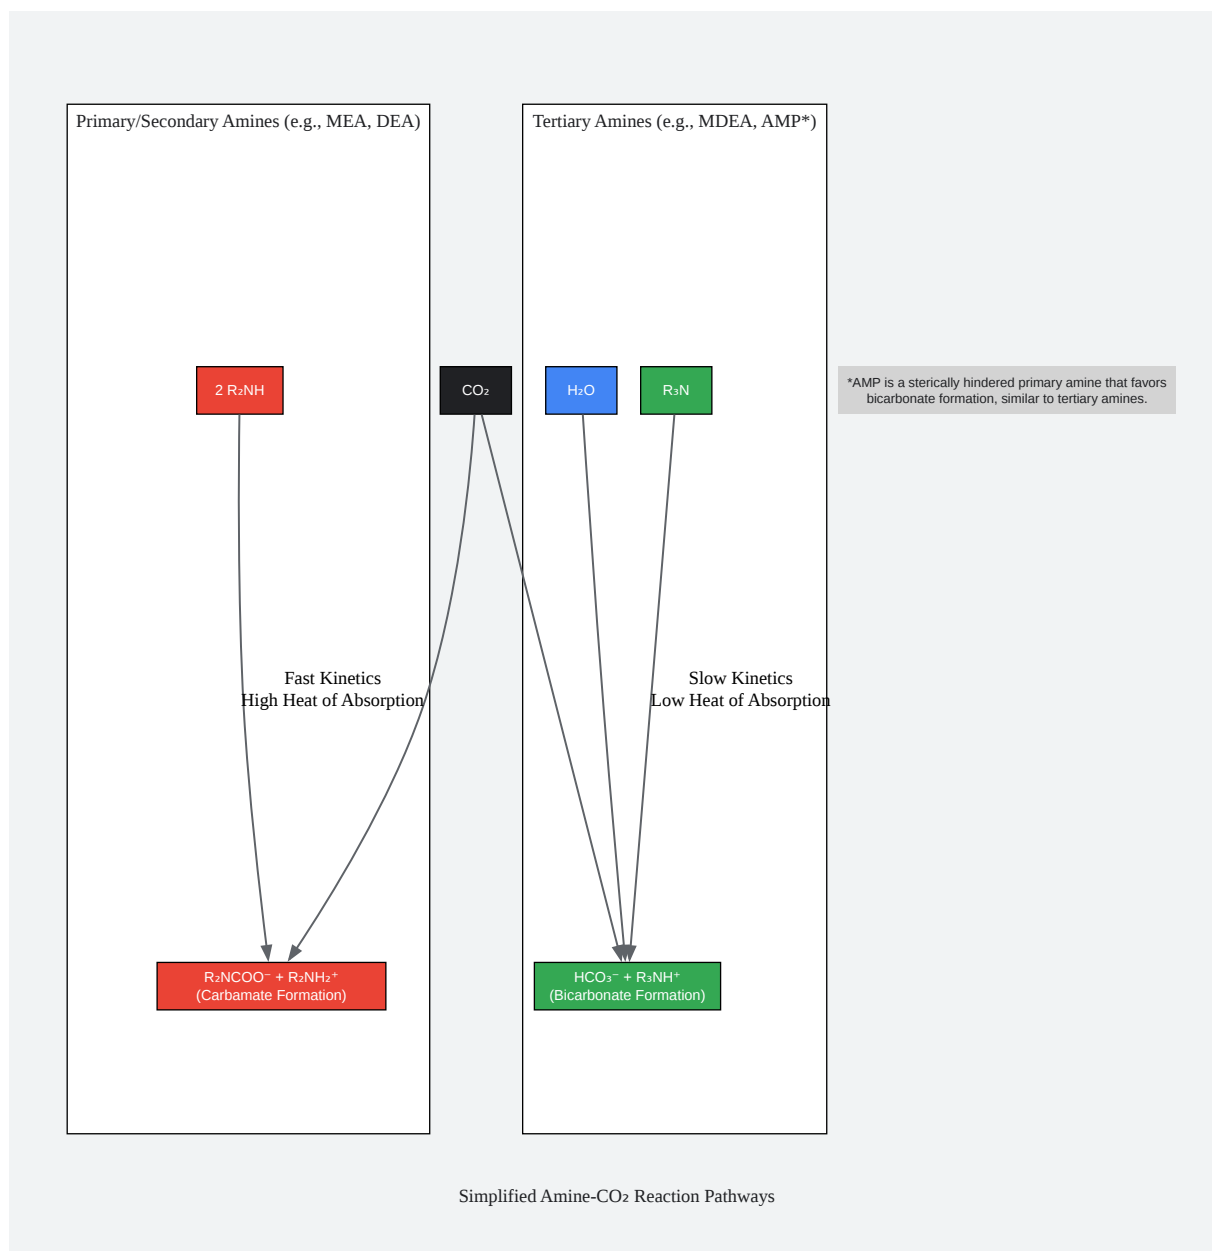 Primary/Secondary Amines (e.g., MEA, DEA)
Tertiary Amines (e.g., MDEA, AMP*)
2 R₂NH
CO₂
H₂O
R₃N
*AMP is a sterically hindered primary amine that favors
bicarbonate formation, similar to tertiary amines.
Fast Kinetics
High Heat of Absorption
Slow Kinetics
Low Heat of Absorption
R₂NCOO⁻ + R₂NH₂⁺
(Carbamate Formation)
HCO₃⁻ + R₃NH⁺
(Bicarbonate Formation)
Simplified Amine-CO₂ Reaction Pathways